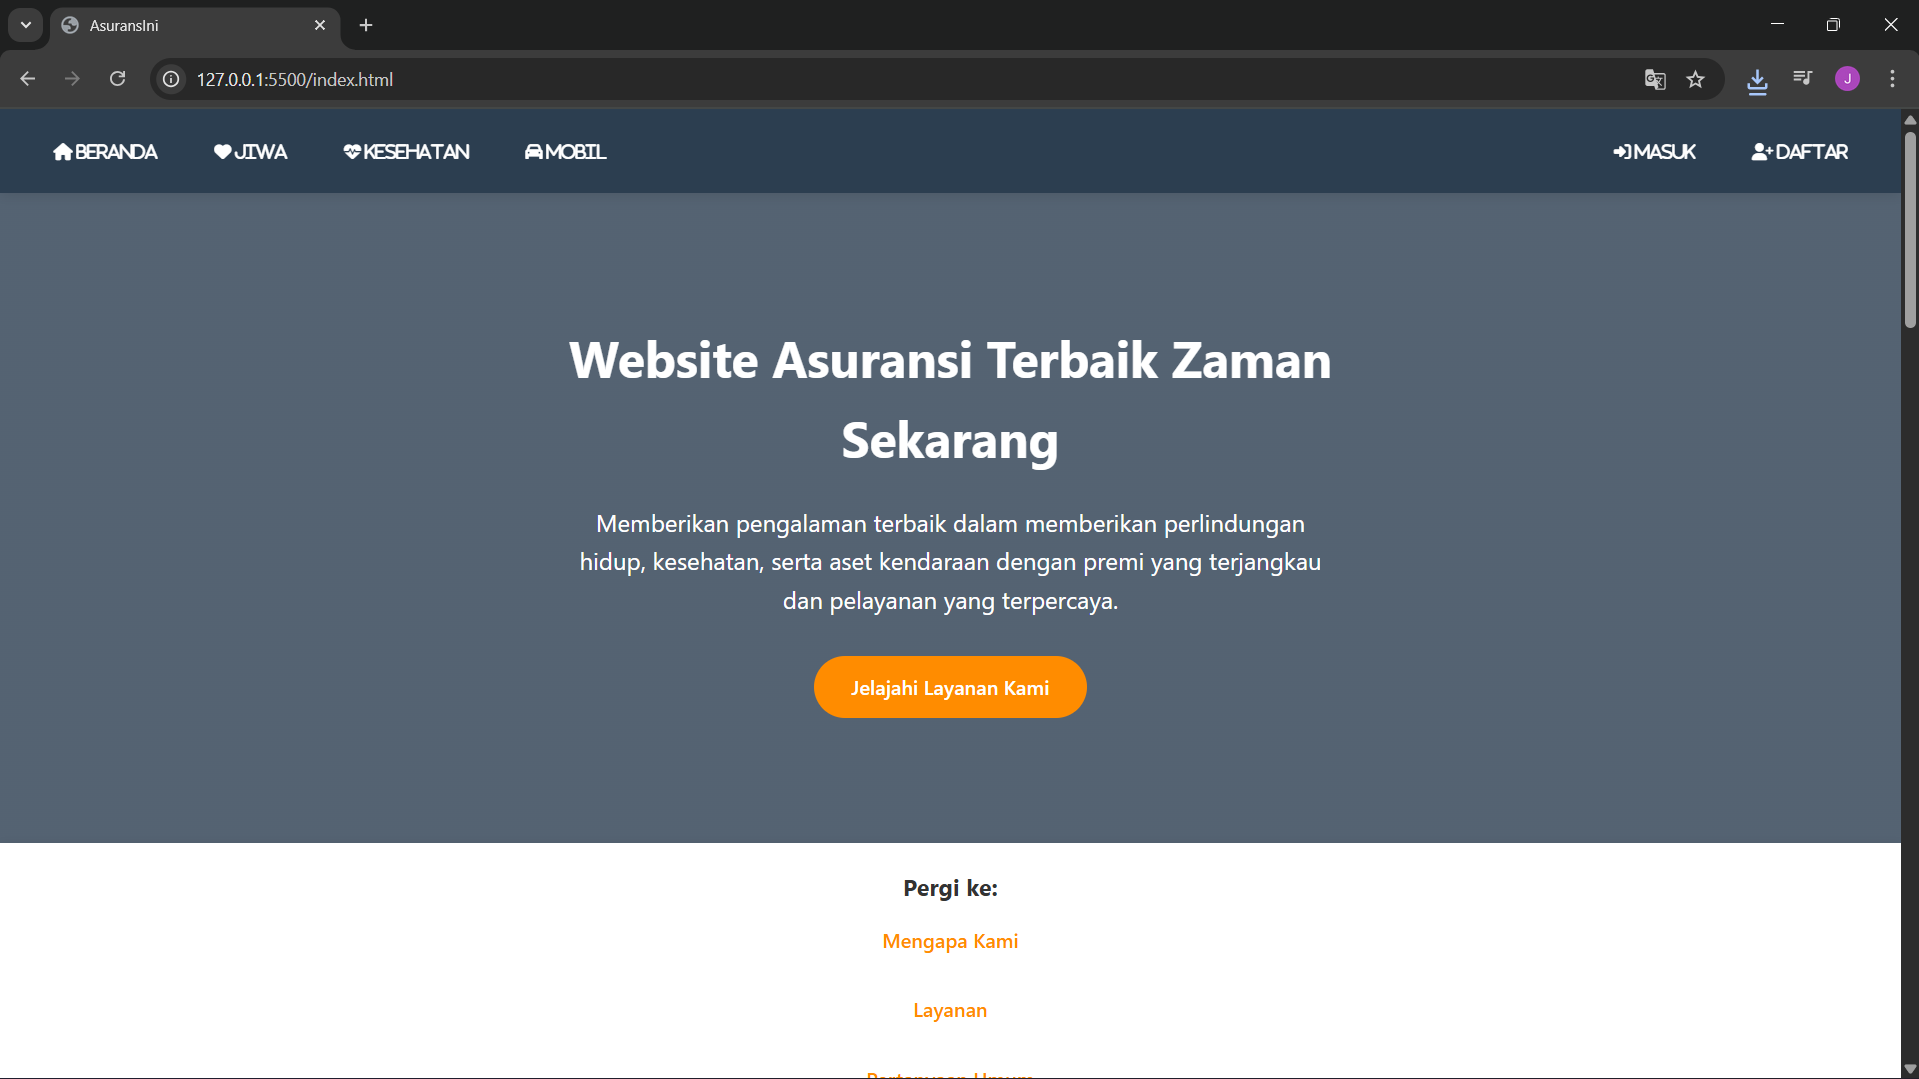 AsuransIni
127.0.0.1:5500/index.html
J
BERANDA JIWA KESEHATAN MOBIL MASUK DAFTAR
Website Asuransi Terbaik Zaman
Sekarang
Memberikan pengalaman terbaik dalam memberikan perlindungan
hidup, kesehatan, serta aset kendaraan dengan premi yang terjangkau
dan pelayanan yang terpercaya.
Jelajahi Layanan Kami
Pergi ke:
Mengapa Kami
Layanan
Pertanyaan Umum